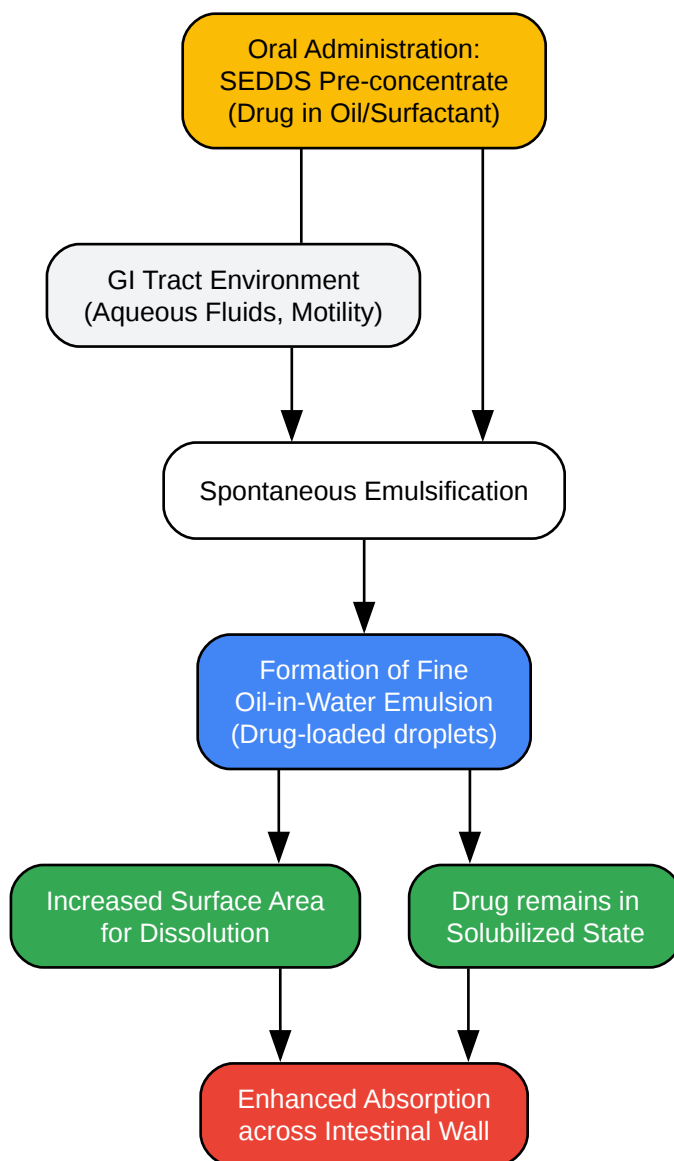 Oral Administration:
SEDDS Pre-concentrate
(Drug in Oil/Surfactant)
GI Tract Environment
(Aqueous Fluids, Motility)
Spontaneous Emulsification
Formation of Fine
Oil-in-Water Emulsion
(Drug-loaded droplets)
Increased Surface Area
for Dissolution
Drug remains in
Solubilized State
Enhanced Absorption
across Intestinal Wall